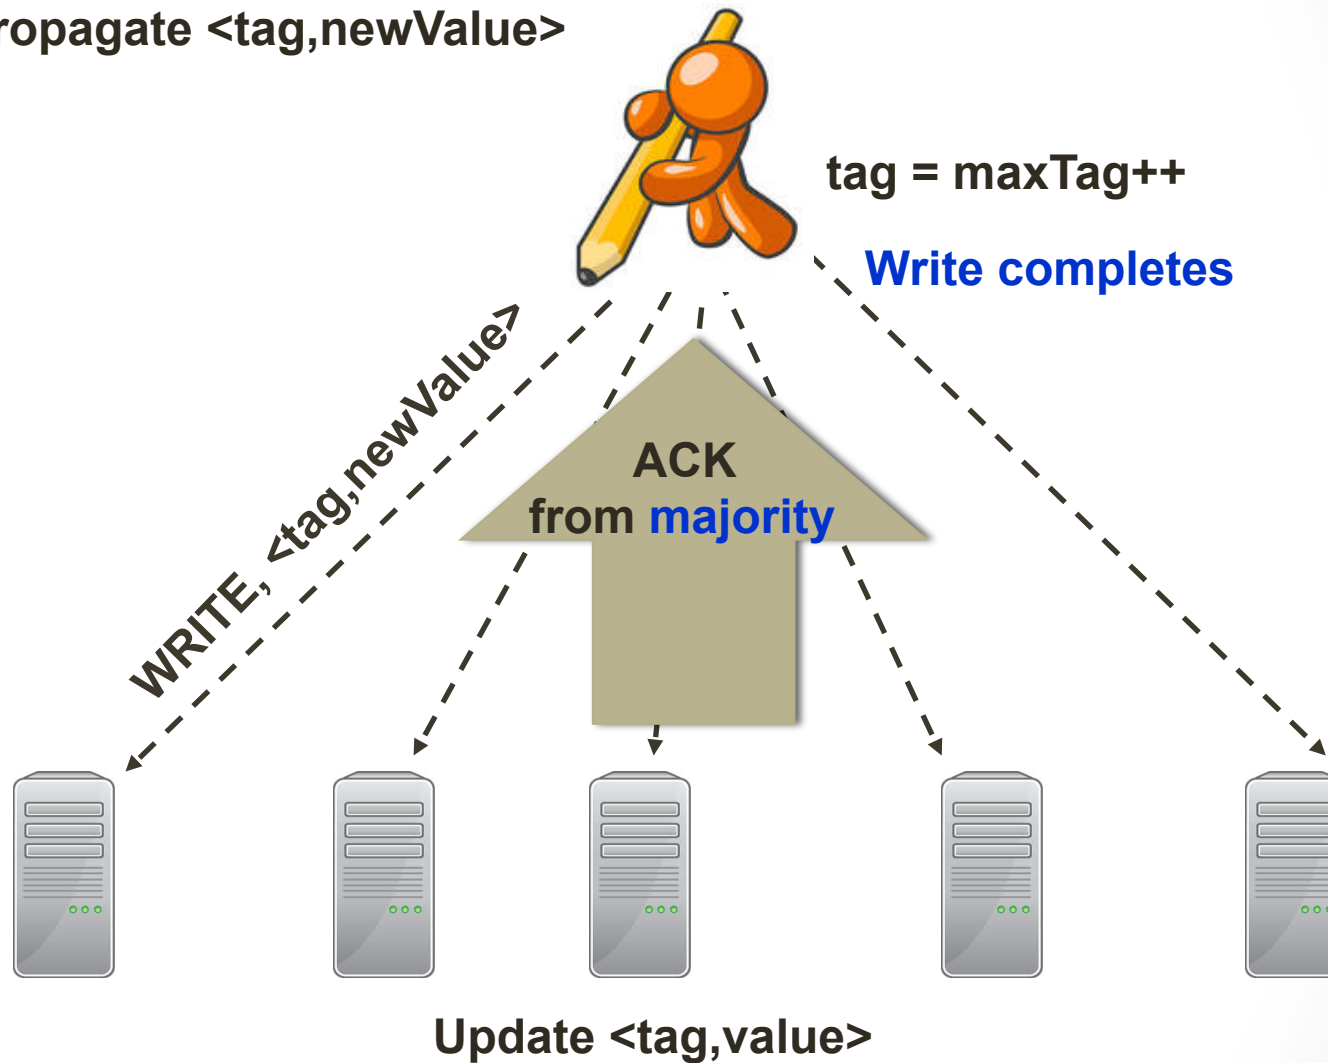 ropagate <tag,newValue>
tag = maxTag++
Write completes
WRITE, <tag,newValue>
ACK
from majority
Update <tag,value>